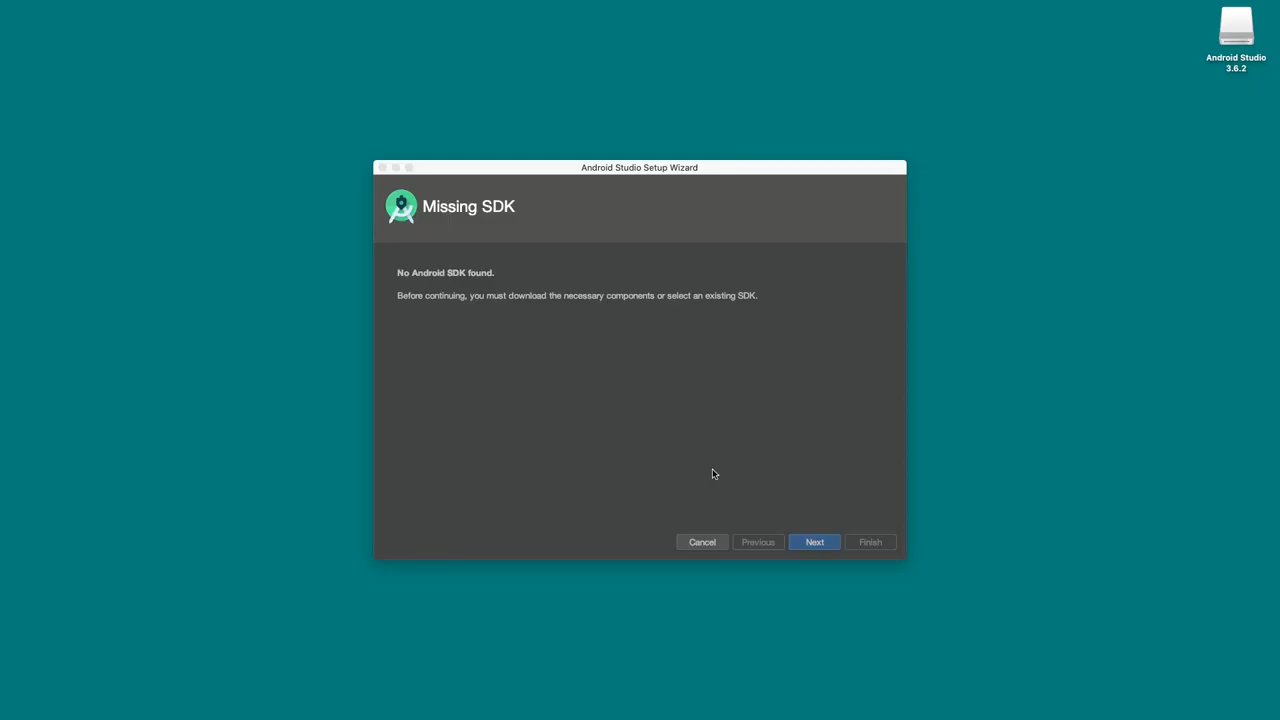 Android Studio
3.6.2
Android Studio Setup Wizard
Missing SDK
No Android SDK found.
Before continuing, you must download the necessary components or select an existing SDK.
Cancel Previous Next Finish